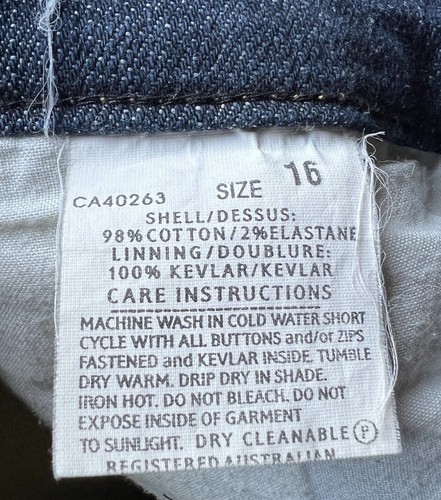 CA40263 SIZE 16
SHELL/DESSUS:
98% COTTON/2%ELASTANE
LINNING/DOUBLURE:
100% KEVLAR/KEVLAR
CARE INSTRUCTIONS
MACHINE WASH IN COLD WATER SHORT
CYCLE WITH ALL BUTTONS and/or ZIPS
FASTENED and KEVLAR INSIDE. TUMBLE
DRY WARM. DRIP DRY IN SHADE.
IRON HOT. DO NOT BLEACH. DO NOT
EXPOSE INSIDE OF GARMENT
TO SUNLIGHT. DRY CLEANABLE P
REGISTERED AUSTRALIAN